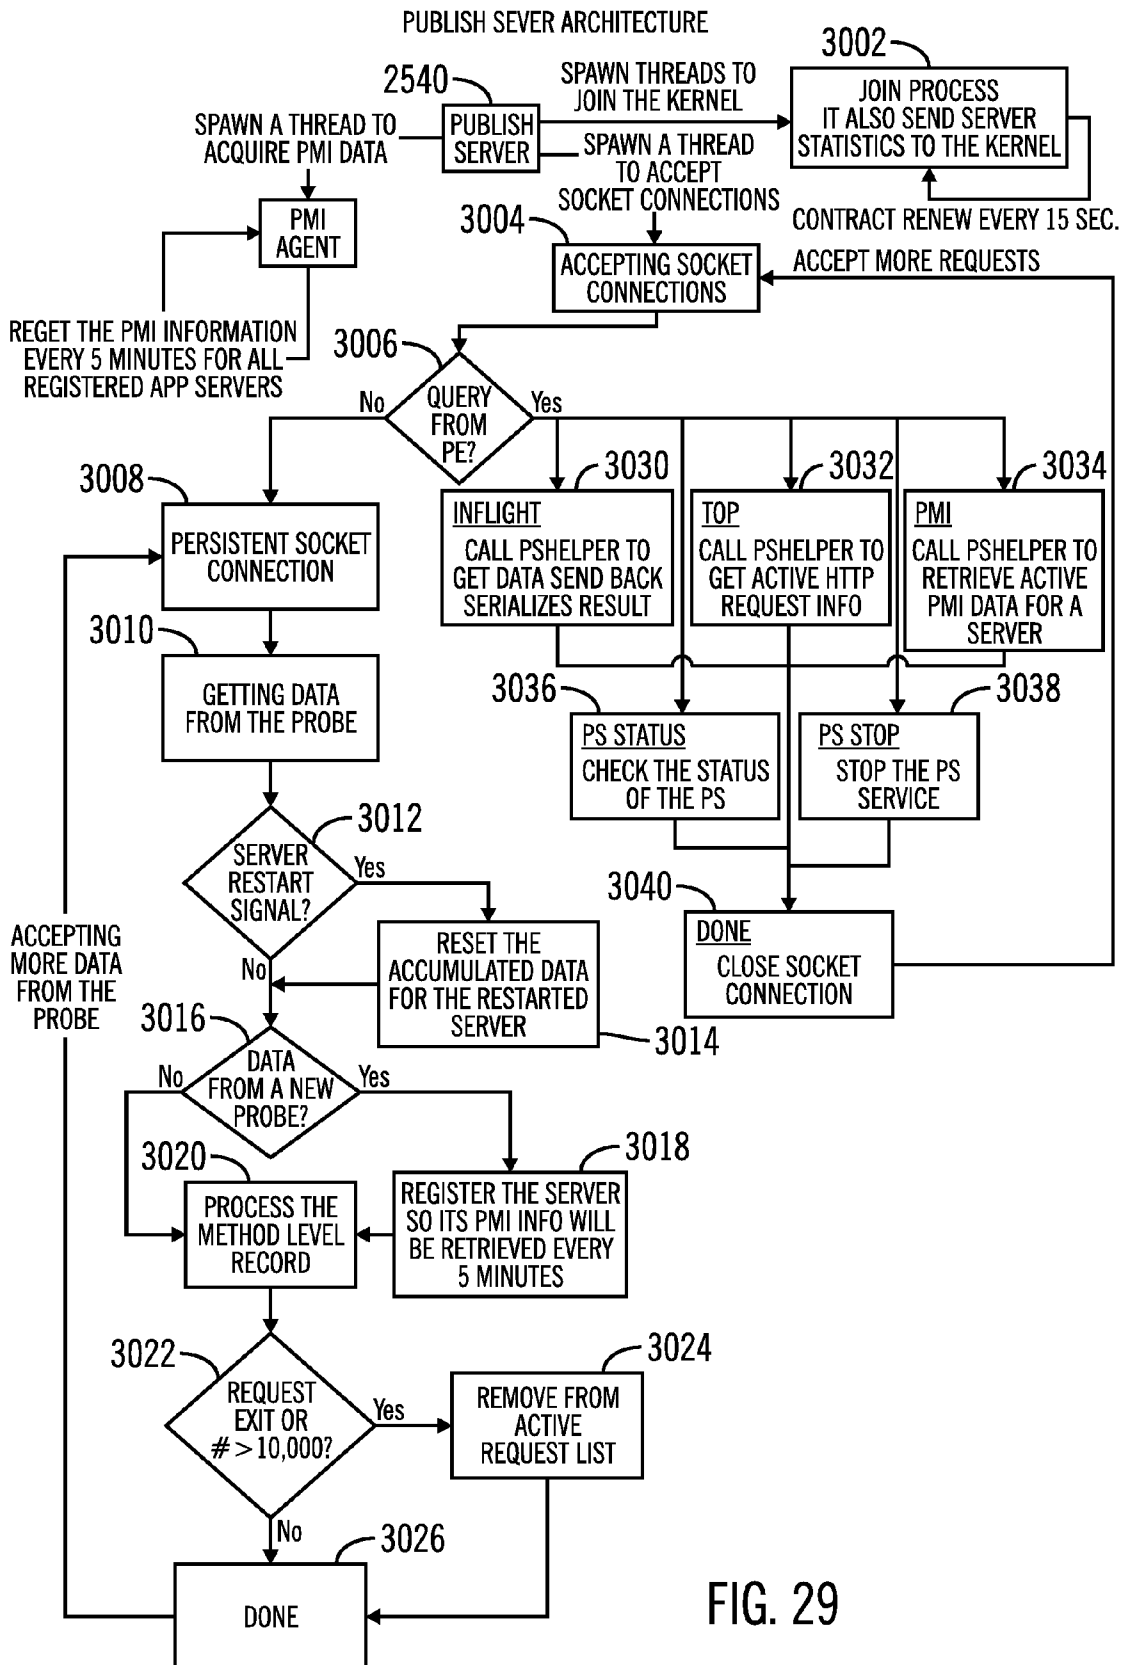 PUBLISH SEVER ARCHITECTURE
3002
2540
SPAWN THREADS TO
JOIN THE KERNEL
JOIN PROCESS
IT ALSO SEND SERVER
STATISTICS TO THE KERNEL
SPAWN A THREAD TO
ACQUIRE PMI DATA
PUBLISH
SERVER
SPAWN A THREAD
TO ACCEPT
SOCKET CONNECTIONS
CONTRACT RENEW EVERY 15 SEC.
PMI
AGENT
3004
ACCEPTING SOCKET
CONNECTIONS
ACCEPT MORE REQUESTS
REGET THE PMI INFORMATION
EVERY 5 MINUTES FOR ALL
REGISTERED APP SERVERS
3006
QUERY
FROM
PE?
No
Yes
3008
PERSISTENT SOCKET
CONNECTION
3030
INFLIGHT
CALL PSHELPER TO
GET DATA SEND BACK
SERIALIZES RESULT
3032
TOP
CALL PSHELPER TO
GET ACTIVE HTTP
REQUEST INFO
3034
PMI
CALL PSHELPER TO
RETRIEVE ACTIVE
PMI DATA FOR A
SERVER
3010
GETTING DATA
FROM THE PROBE
3036
PS STATUS
CHECK THE STATUS
OF THE PS
3038
PS STOP
STOP THE PS
SERVICE
3012
SERVER
RESTART
SIGNAL?
Yes
No
3040
DONE
CLOSE SOCKET
CONNECTION
RESET THE
ACCUMULATED DATA
FOR THE RESTARTED
SERVER
3014
ACCEPTING
MORE DATA
FROM THE
PROBE
3016
DATA
FROM A NEW
PROBE?
No
Yes
3018
REGISTER THE SERVER
SO ITS PMI INFO WILL
BE RETRIEVED EVERY
5 MINUTES
3020
PROCESS THE
METHOD LEVEL
RECORD
3022
REQUEST
EXIT OR
#>10,000?
Yes
No
3024
REMOVE FROM
ACTIVE
REQUEST LIST
3026
DONE
FIG. 29